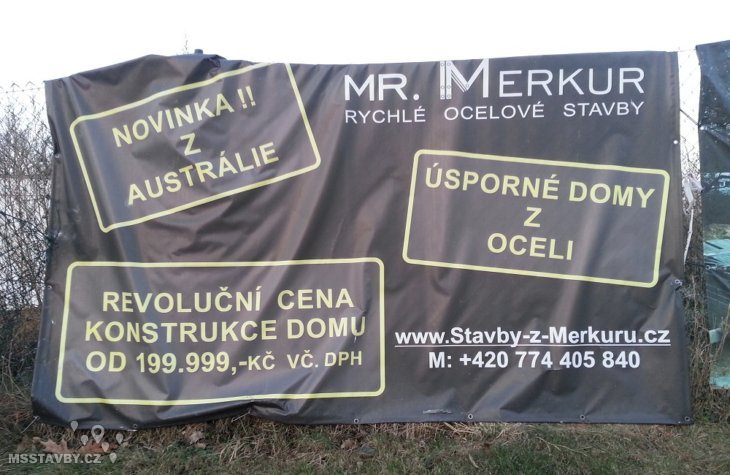 MR. MERKUR
RYCHLÉ OCELOVÉ STAVBY
NOVINKA !!
Z
AUSTRÁLIE
ÚSPORNÉ DOMY
Z
OCELI
REVOLUČNÍ CENA
KONSTRUKCE DOMU
OD 199.999,-KČ VČ. DPH
www.Stavby-z-Merkuru.cz
M: +420 774 405 840
MSSTAVBY.CZ